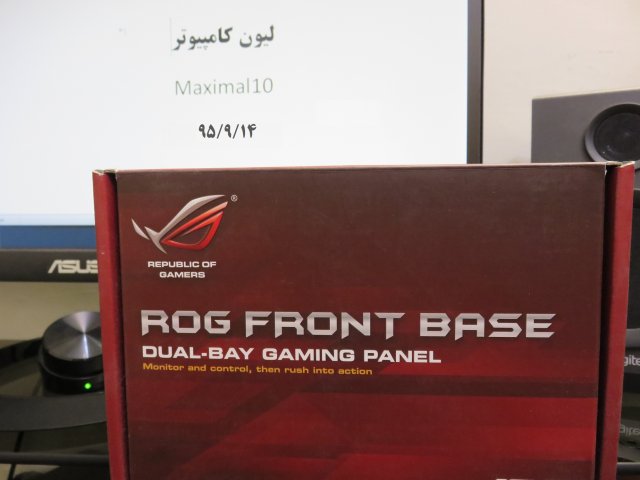 لیون کامپیوتر
Maximal10
۹۵/۹/۱۴
ASUS
REPUBLIC OF
GAMERS
ROG FRONT BASE
DUAL-BAY GAMING PANEL
Monitor and control, then rush into action